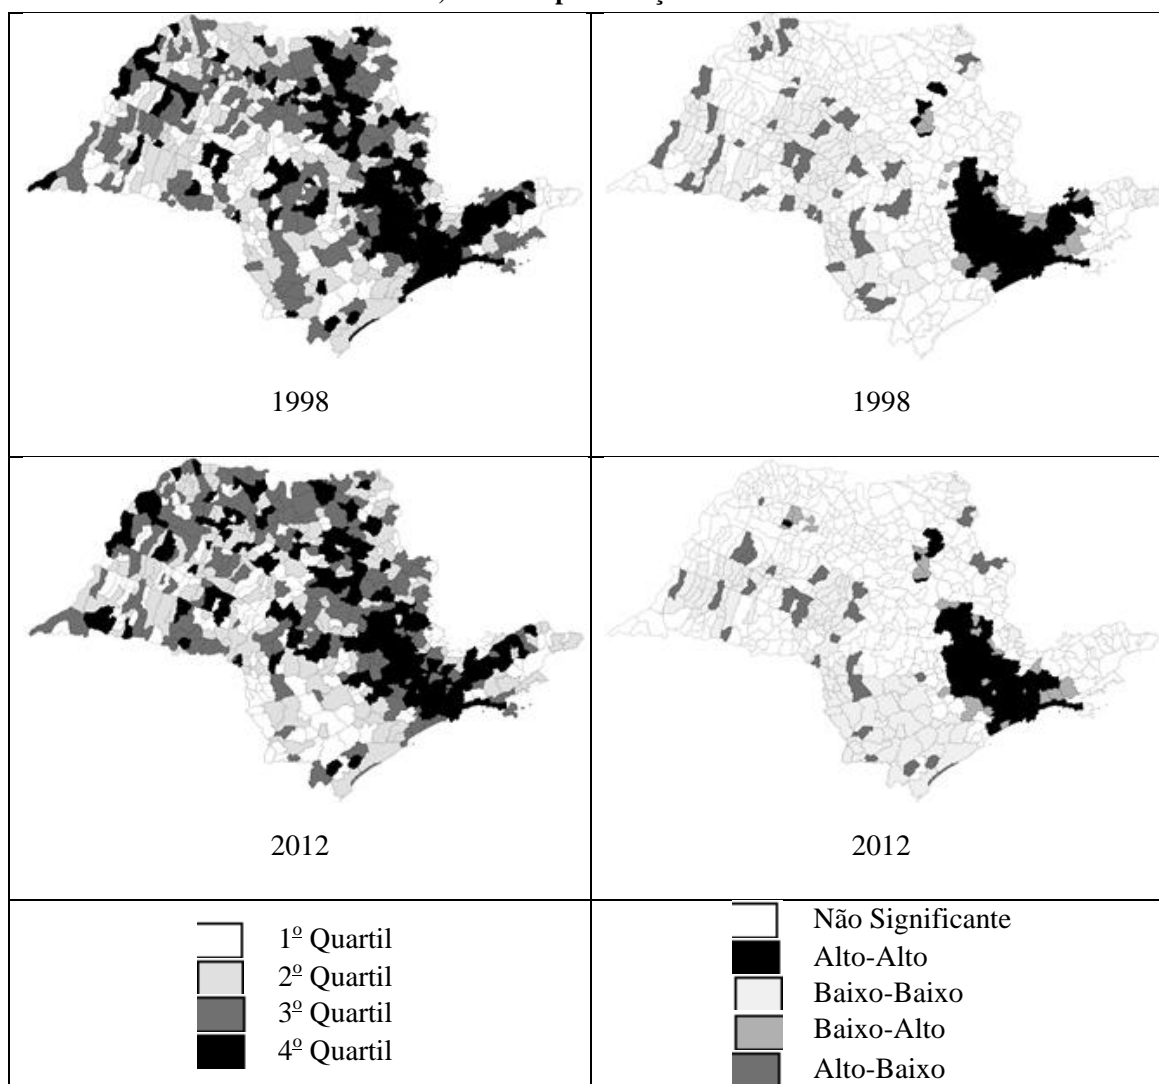 1998
1998
2012
2012
1º Quartil
2º Quartil
3º Quartil
4º Quartil
Não Significante
Alto-Alto
Baixo-Baixo
Baixo-Alto
Alto-Baixo